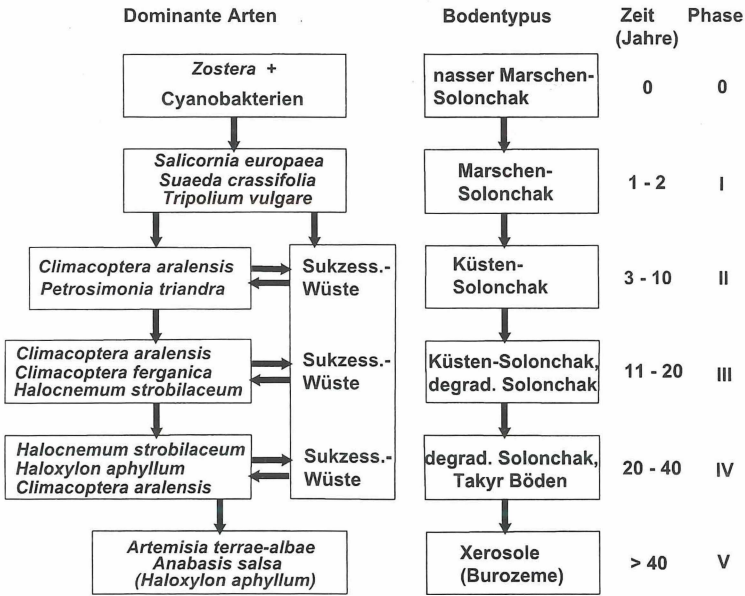 Dominante Arten Bodentypus Zeit (Jahre) Phase
Zostera +
Cyanobakterien
nasser Marschen-
Solonchak
0 0
Salicornia europaea
Suaeda crassifolia
Tripolium vulgare
Marschen-
Solonchak
1 - 2 I
Climacoptera aralensis
Petrosimonia triandra
Sukzess.-
Wüste
Küsten-
Solonchak
3 - 10 II
Climacoptera aralensis
Climacoptera ferganica
Halocnemum strobilaceum
Sukzess.-
Wüste
Küsten-Solonchak,
degrad. Solonchak
11 - 20 III
Halocnemum strobilaceum
Haloxylon aphyllum
Climacoptera aralensis
Sukzess.-
Wüste
degrad. Solonchak,
Takyr Böden
20 - 40 IV
Artemisia terrae-albae
Anabasis salsa
(Haloxylon aphyllum)
Xerosole
(Burozeme)
> 40 V